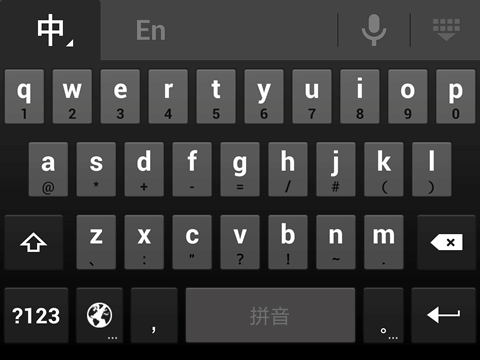 中 En
q w e r t y u i o p
1 2 3 4 5 6 7 8 9 0
a s d f g h j k l
@ * + - = / # ( )
z x c v b n m
、 : " ? ! ~ .
?123 ... , 拼音 。...